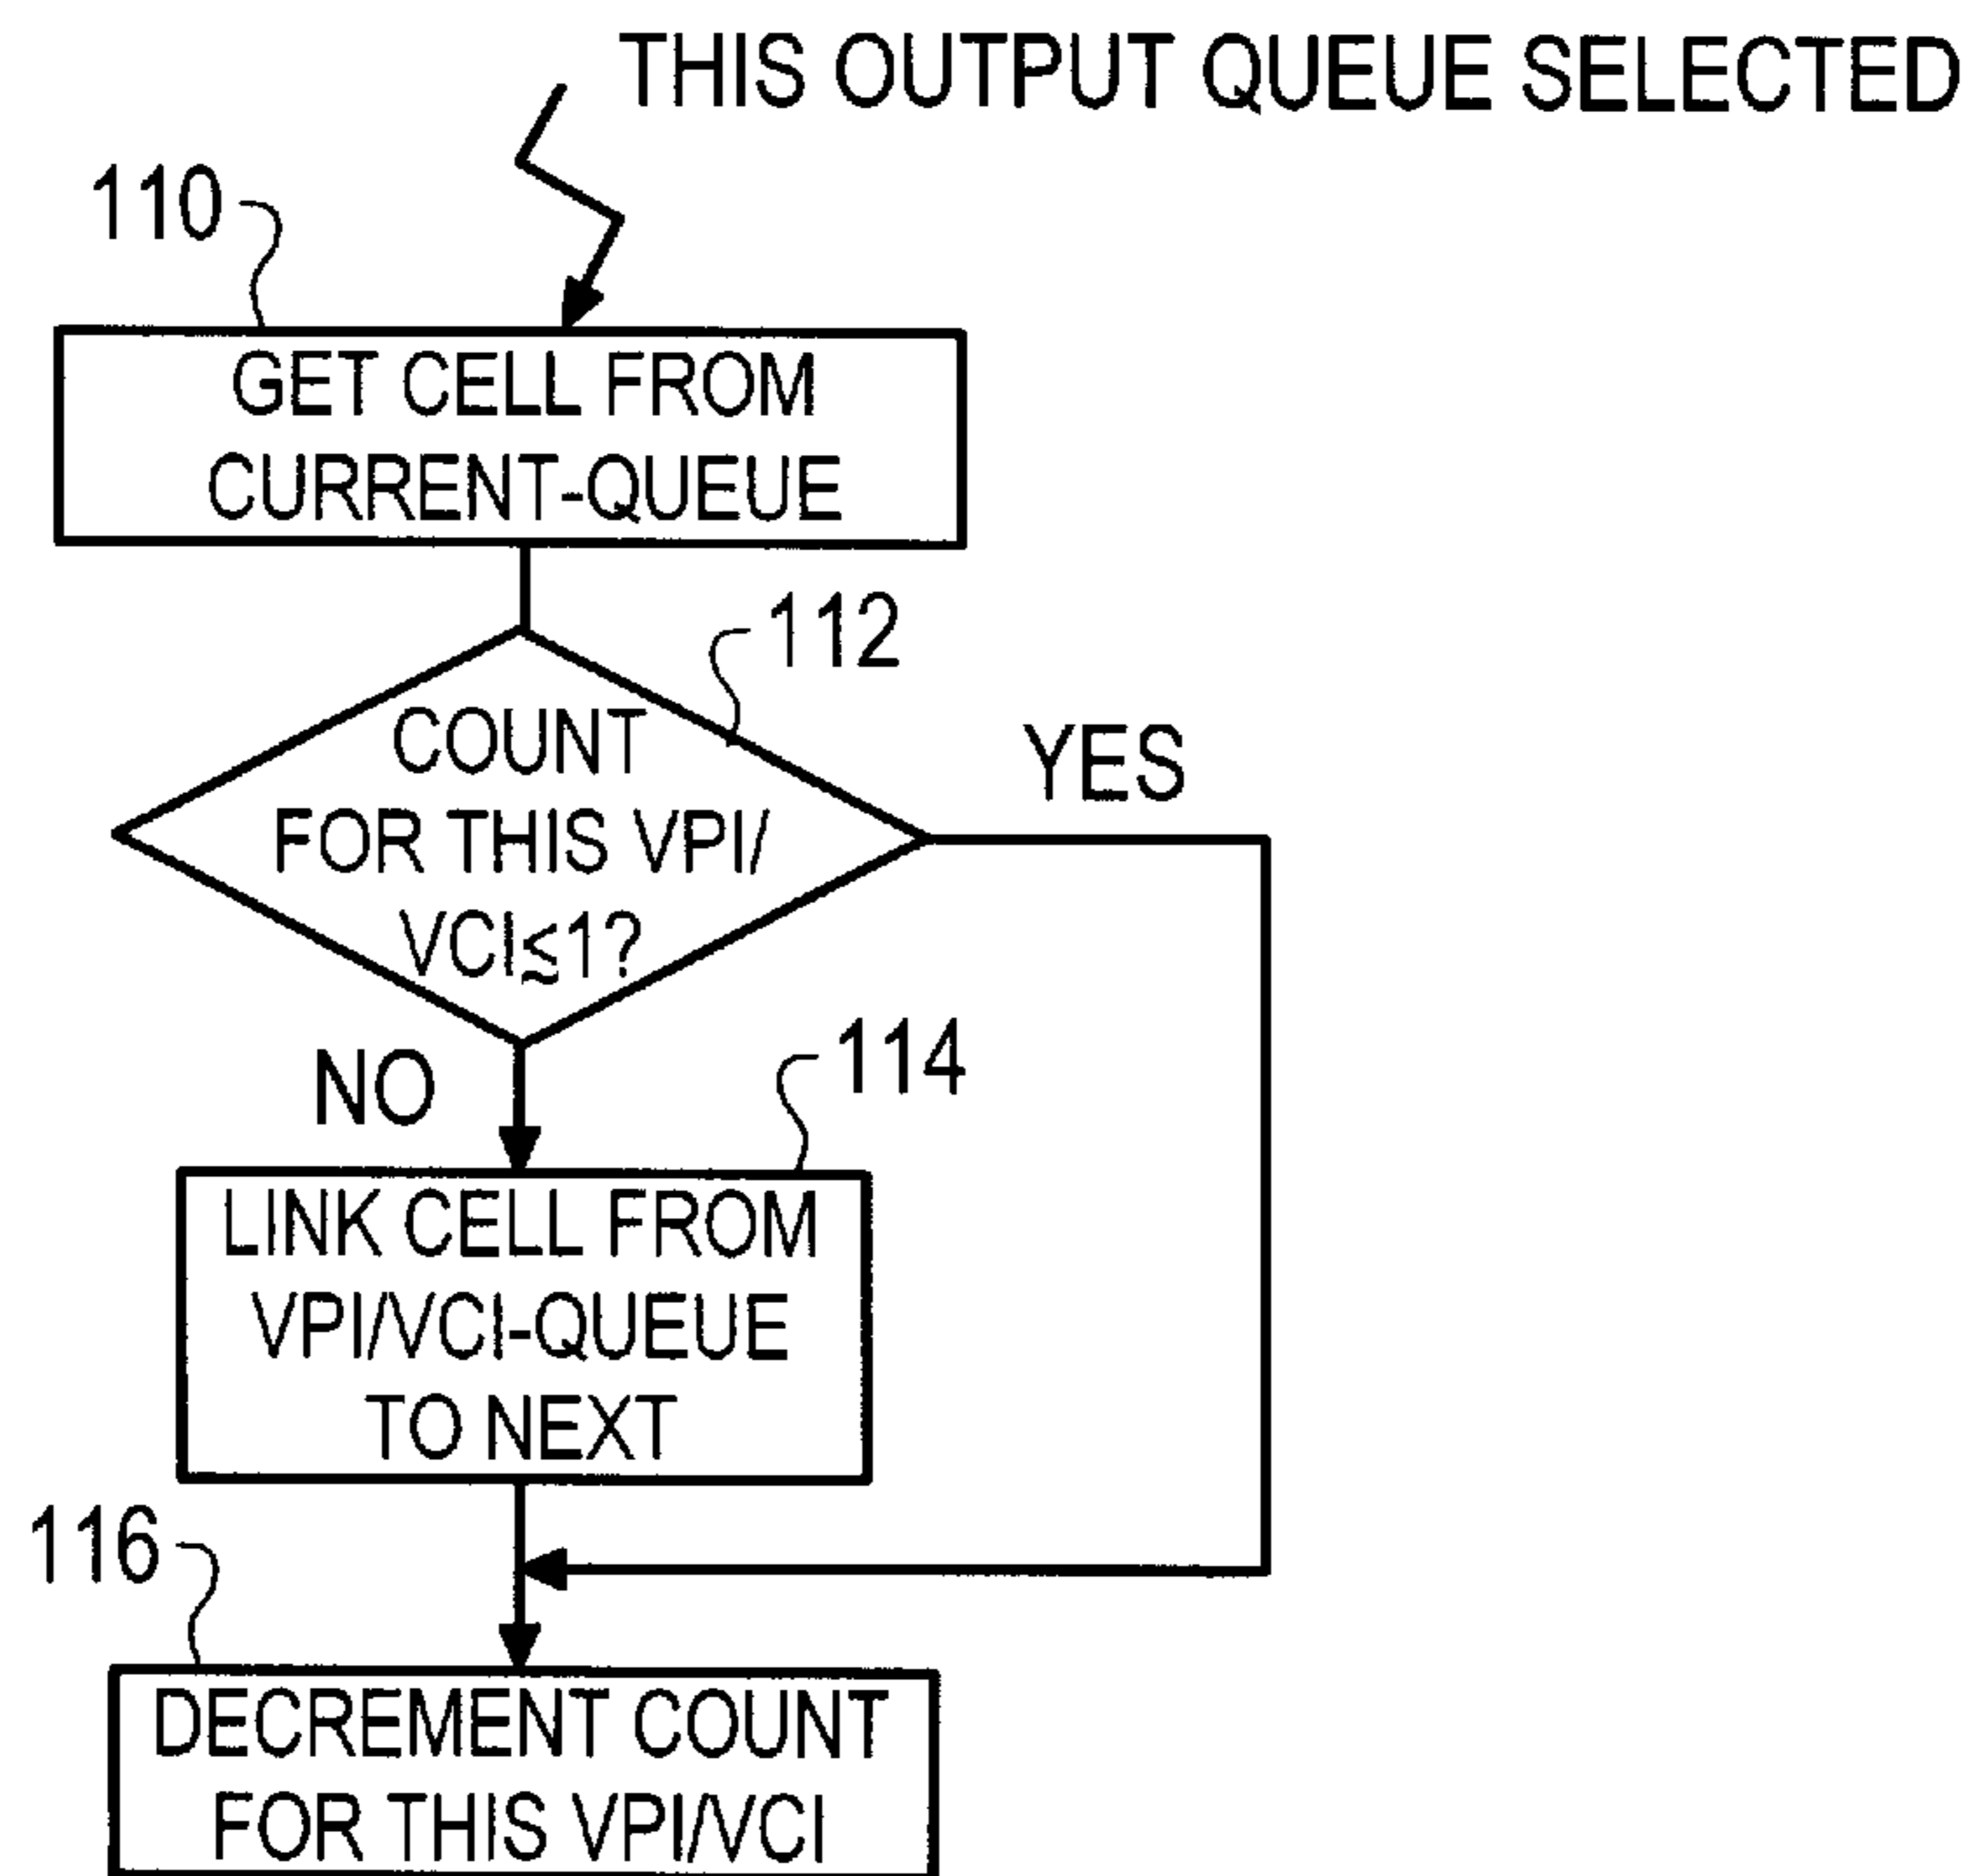 THIS OUTPUT QUEUE SELECTED
110
GET CELL FROM
CURRENT-QUEUE
112
COUNT
FOR THIS VPI/
VCI≦1?
YES
NO
114
LINK CELL FROM
VPI/VCI-QUEUE
TO NEXT
116
DECREMENT COUNT
FOR THIS VPI/VCI